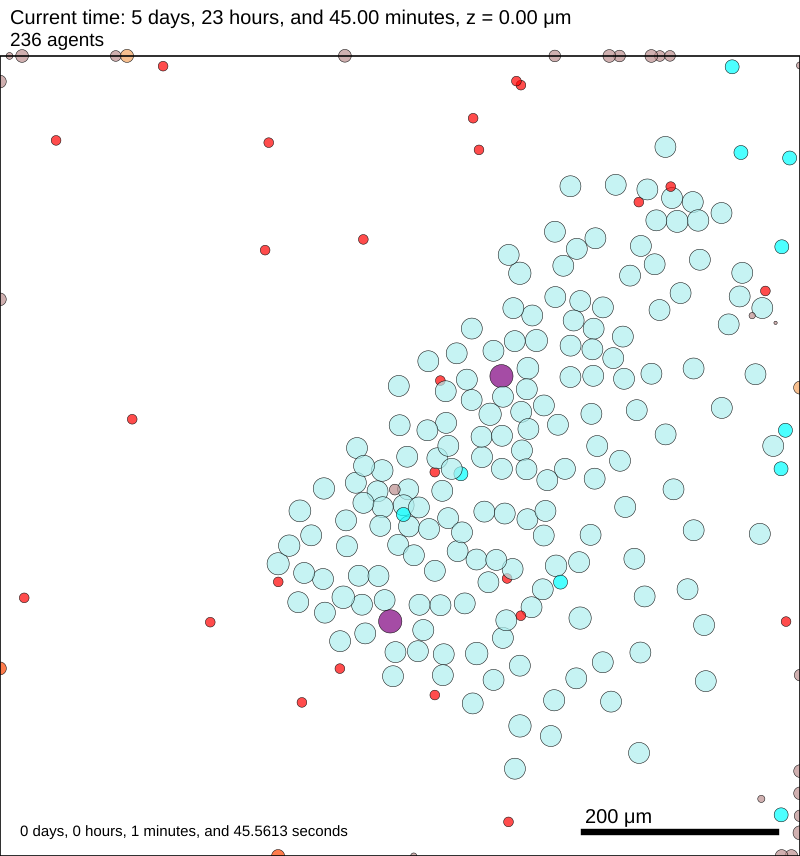 Current time: 5 days, 23 hours, and 45.00 minutes, z = 0.00 μm
236 agents
200 μm
0 days, 0 hours, 1 minutes, and 45.5613 seconds